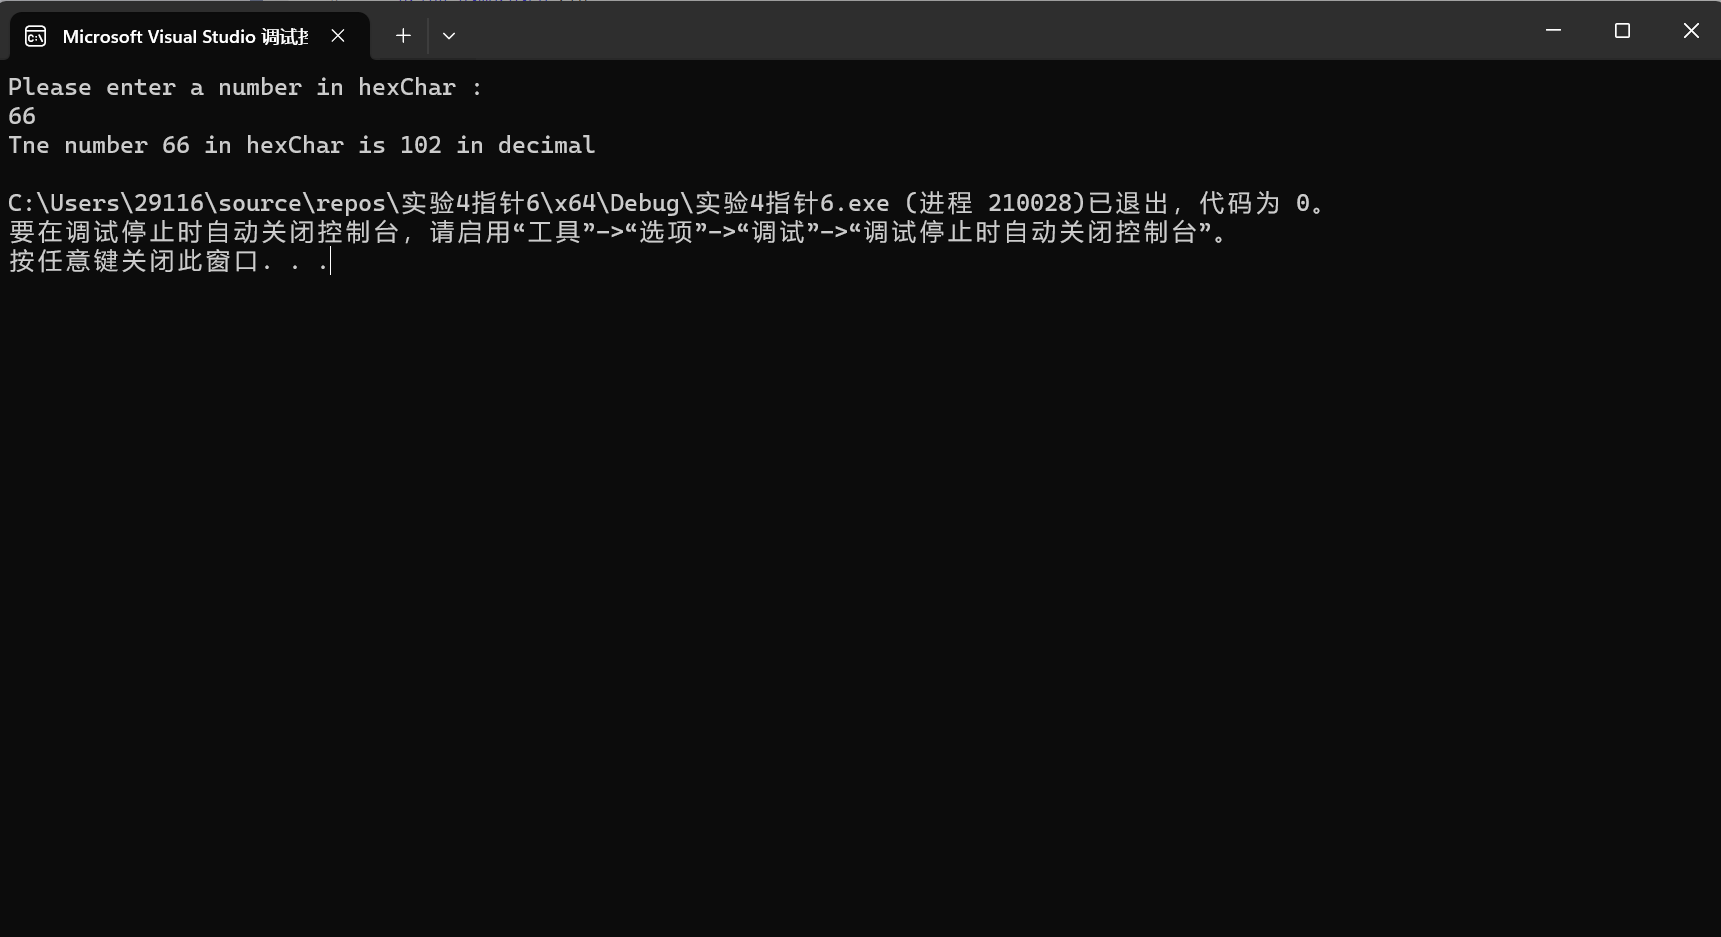 Microsoft Visual Studio 调试
Please enter a number in hexChar :
66
Tne number 66 in hexChar is 102 in decimal
C:\Users\29116\source\repos\实验4指针6\x64\Debug\实验4指针6.exe (进程 210028)已退出，代码为 0。
要在调试停止时自动关闭控制台，请启用“工具”->“选项”->“调试”->“调试停止时自动关闭控制台”。
按任意键关闭此窗口. . .